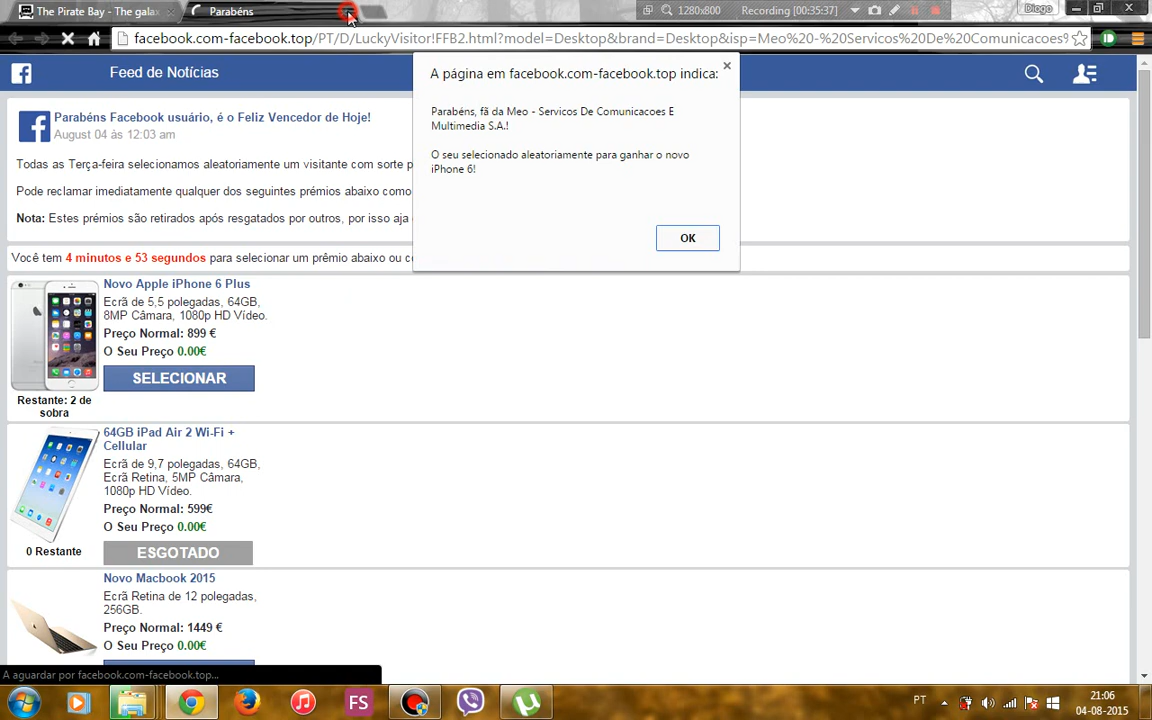 The Pirate Bay - The gala
Parabéns
1280x800
Recording [00:35:37]
Diogo
facebook.com-facebook.top/PT/D/LuckyVisitor!FFB2.html?model=Desktop&brand=Desktop&isp=Meo%20-%20Servicos%20De%20Comunicacoes%
Feed de Notícias
A página em facebook.com-facebook.top indica:
Parabéns, fã da Meo - Servicos De Comunicacoes E
Multimedia S.A.!
O seu selecionado aleatoriamente para ganhar o novo
iPhone 6!
OK
Parabéns Facebook usuário, é o Feliz Vencedor de Hoje!
August 04 às 12:03 am
Todas as Terça-feira selecionamos aleatoriamente um visitante com sorte p
Pode reclamar imediatamente qualquer dos seguintes prémios abaixo como
Nota: Estes prémios são retirados após resgatados por outros, por isso aja
Você tem 4 minutos e 53 segundos para selecionar um prêmio abaixo ou
Novo Apple iPhone 6 Plus
Ecrã de 5,5 polegadas, 64GB,
8MP Câmara, 1080p HD Vídeo.
Preço Normal: 899 €
O Seu Preço 0.00€
SELECIONAR
Restante: 2 de
sobra
64GB iPad Air 2 Wi-Fi +
Cellular
Ecrã de 9,7 polegadas, 64GB,
Ecrã Retina, 5MP Câmara,
1080p HD Vídeo.
Preço Normal: 599€
O Seu Preço 0.00€
0 Restante
ESGOTADO
Novo Macbook 2015
Ecrã Retina de 12 polegadas,
256GB.
Preço Normal: 1449 €
O Seu Preço 0.00€
A aguardar por facebook.com-facebook.top...
FS
PT
21:06
04-08-2015